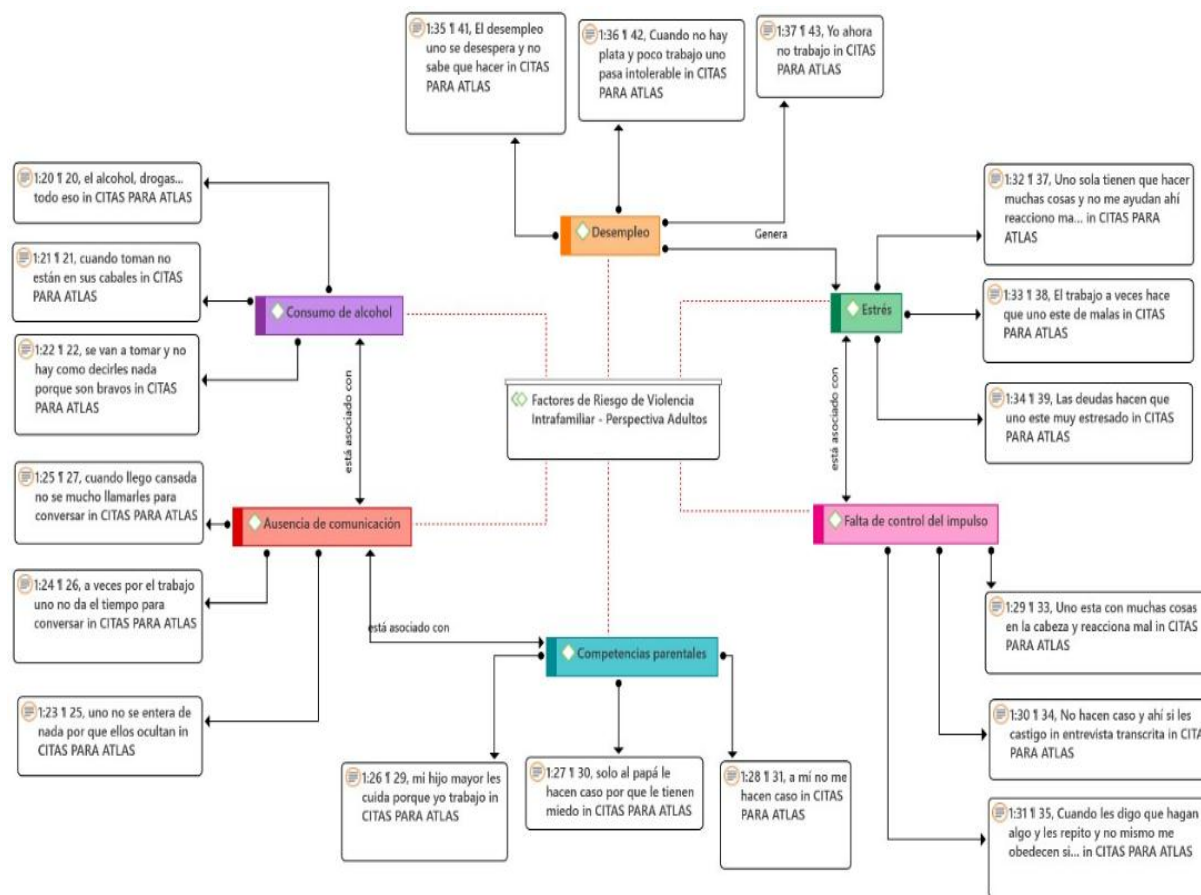 1:35 ¶ 41, El desempleo
uno se desespera y no
sabe que hacer in CITAS
PARA ATLAS
1:36 ¶ 42, Cuando no hay
plata y poco trabajo uno
pasa intolerable in CITAS
PARA ATLAS
1:37 ¶ 43, Yo ahora
no trabajo in CITAS
PARA ATLAS
1:20 ¶ 20, el alcohol, drogas...
todo eso in CITAS PARA ATLAS
1:32 ¶ 37, Uno sola tienen que hacer
muchas cosas y no me ayudan ahí
reacciono ma... in CITAS PARA
ATLAS
Desempleo
Genera
1:21 ¶ 21, cuando toman no
están en sus cabales in CITAS
PARA ATLAS
Consumo de alcohol
Estrés
1:33 ¶ 38, El trabajo a veces hace
que uno este de malas in CITAS
PARA ATLAS
1:22 ¶ 22, se van a tomar y no
hay como decirles nada
porque son bravos in CITAS
PARA ATLAS
está asociado con
Factores de Riesgo de Violencia
Intrafamiliar - Perspectiva Adultos
está asociado con
1:34 ¶ 39, Las deudas hacen que
uno este muy estresado in CITAS
PARA ATLAS
1:25 ¶ 27, cuando llego cansada
no se mucho llamarles para
conversar in CITAS PARA ATLAS
Ausencia de comunicación
Falta de control del impulso
1:24 ¶ 26, a veces por el trabajo
uno no da el tiempo para
conversar in CITAS PARA ATLAS
está asociado con
Competencias parentales
1:29 ¶ 33, Uno esta con muchas cosas
en la cabeza y reacciona mal in CITAS
PARA ATLAS
1:23 ¶ 25, uno no se entera de
nada por que ellos ocultan in
CITAS PARA ATLAS
1:30 ¶ 34, No hacen caso y ahí si les
castigo in entrevista transcrita in CITA
PARA ATLAS
1:26 ¶ 29, mi hijo mayor les
cuida porque yo trabajo in
CITAS PARA ATLAS
1:27 ¶ 30, solo al papá le
hacen caso por que le tienen
miedo in CITAS PARA ATLAS
1:28 ¶ 31, a mí no me
hacen caso in CITAS
PARA ATLAS
1:31 ¶ 35, Cuando les digo que hagan
algo y les repito y no mismo me
obedecen si... in CITAS PARA ATLAS